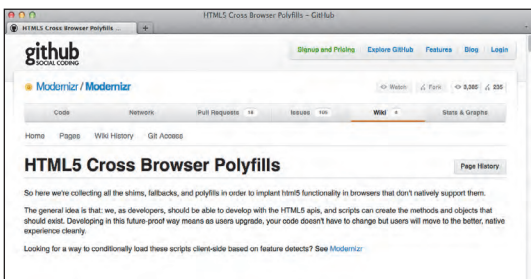 HTML5 Cross Browser Polyfills – GitHub
HTML5 Cross Browser Polyfills ...
github
SOCIAL CODING
Signup and Pricing Explore GitHub Features Blog Login
Modernizr / Modernizr
Watch Fork 5,385 235
Code Network Pull Requests 16 Issues 105 Wiki Stats & Graphs
Home Pages Wiki History Git Access
HTML5 Cross Browser Polyfills
Page History
So here we're collecting all the shims, fallbacks, and polyfills in order to implant html5 functionality in browsers that don't natively support them.
The general idea is that: we, as developers, should be able to develop with the HTML5 apis, and scripts can create the methods and objects that
should exist. Developing in this future-proof way means as users upgrade, your code doesn't have to change but users will move to the better, native
experience cleanly.
Looking for a way to conditionally load these scripts client-side based on feature detects? See Modernizr